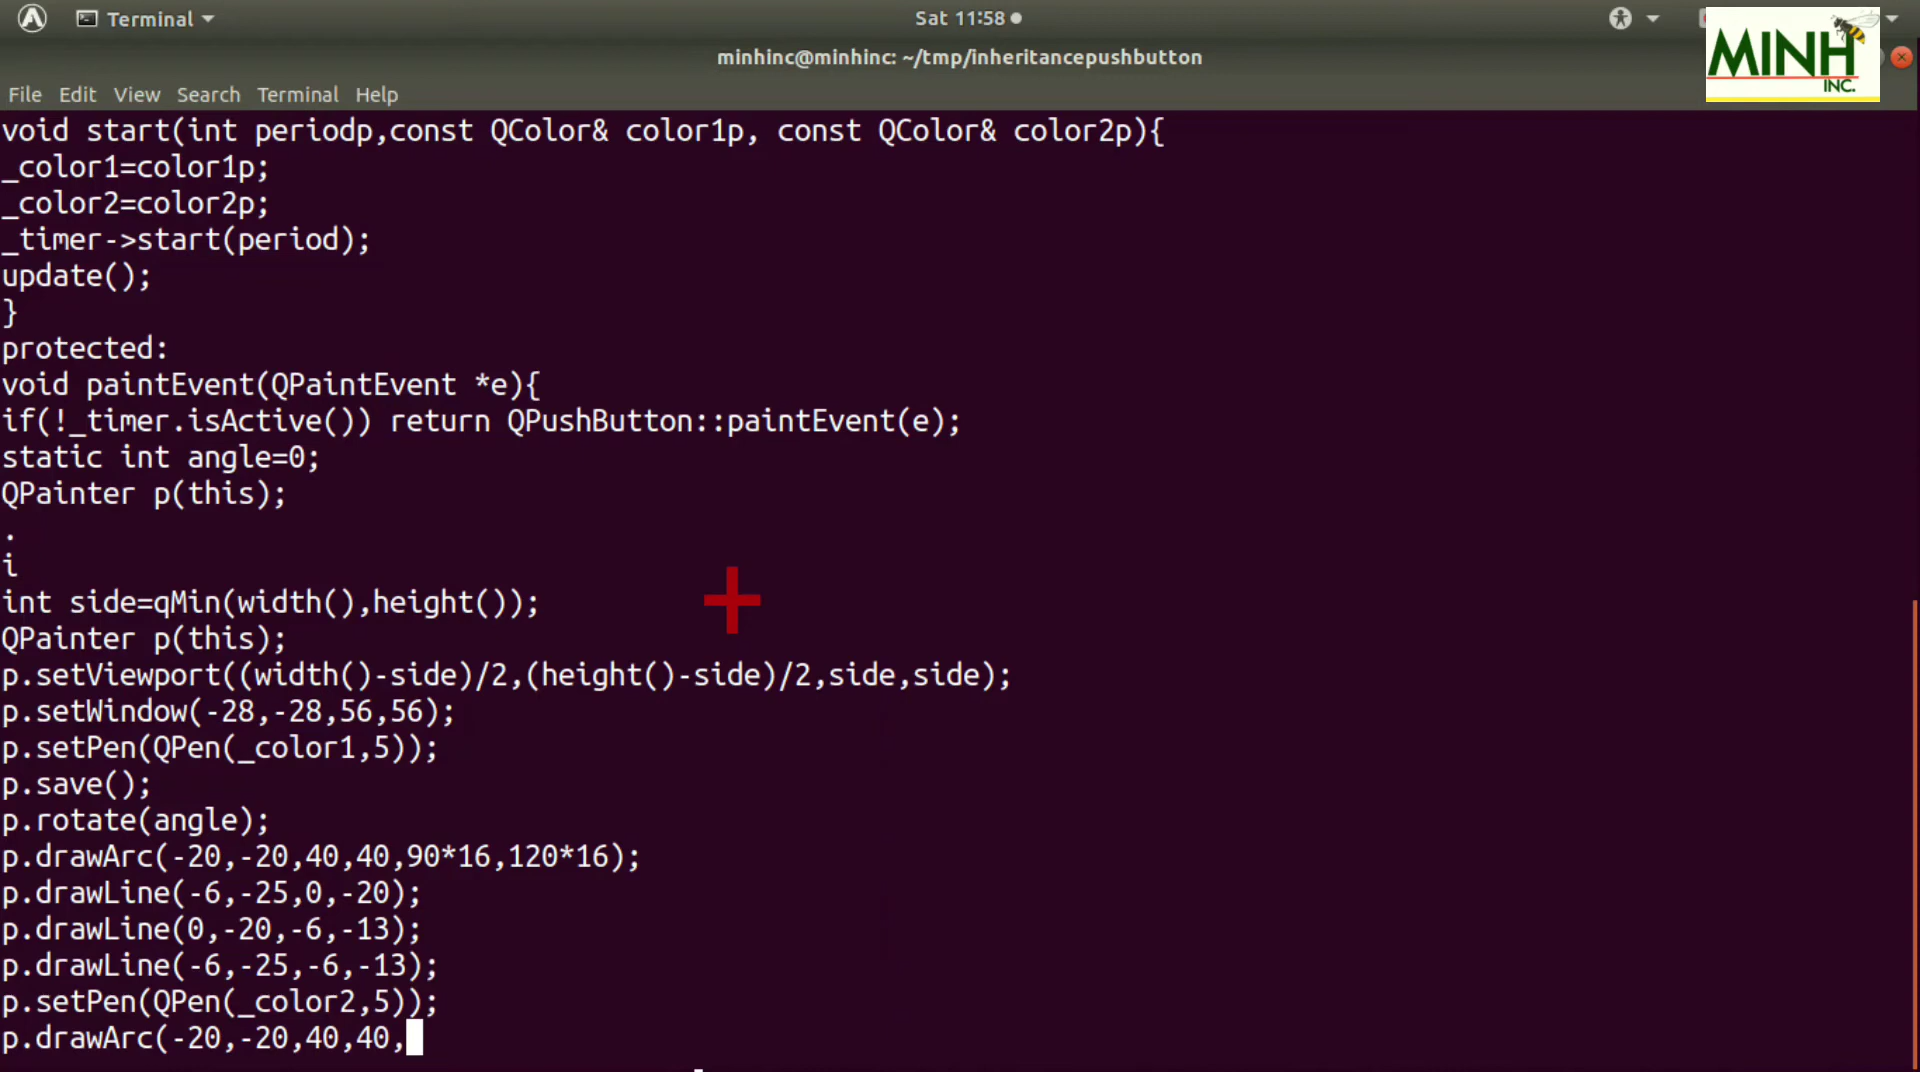 Terminal
Sat 11:58
minhinc@minhinc: ~/tmp/inheritancepushbutton
MINH
INC.
File Edit View Search Terminal Help
void start(int periodp,const QColor& color1p, const QColor& color2p){
_color1=color1p;
_color2=color2p;
_timer->start(period);
update();
}
protected:
void paintEvent(QPaintEvent *e){
if(!_timer.isActive()) return QPushButton::paintEvent(e);
static int angle=0;
QPainter p(this);
.
i
int side=qMin(width(),height());
QPainter p(this);
p.setViewport((width()-side)/2,(height()-side)/2,side,side);
p.setWindow(-28,-28,56,56);
p.setPen(QPen(_color1,5));
p.save();
p.rotate(angle);
p.drawArc(-20,-20,40,40,90*16,120*16);
p.drawLine(-6,-25,0,-20);
p.drawLine(0,-20,-6,-13);
p.drawLine(-6,-25,-6,-13);
p.setPen(QPen(_color2,5));
p.drawArc(-20,-20,40,40,